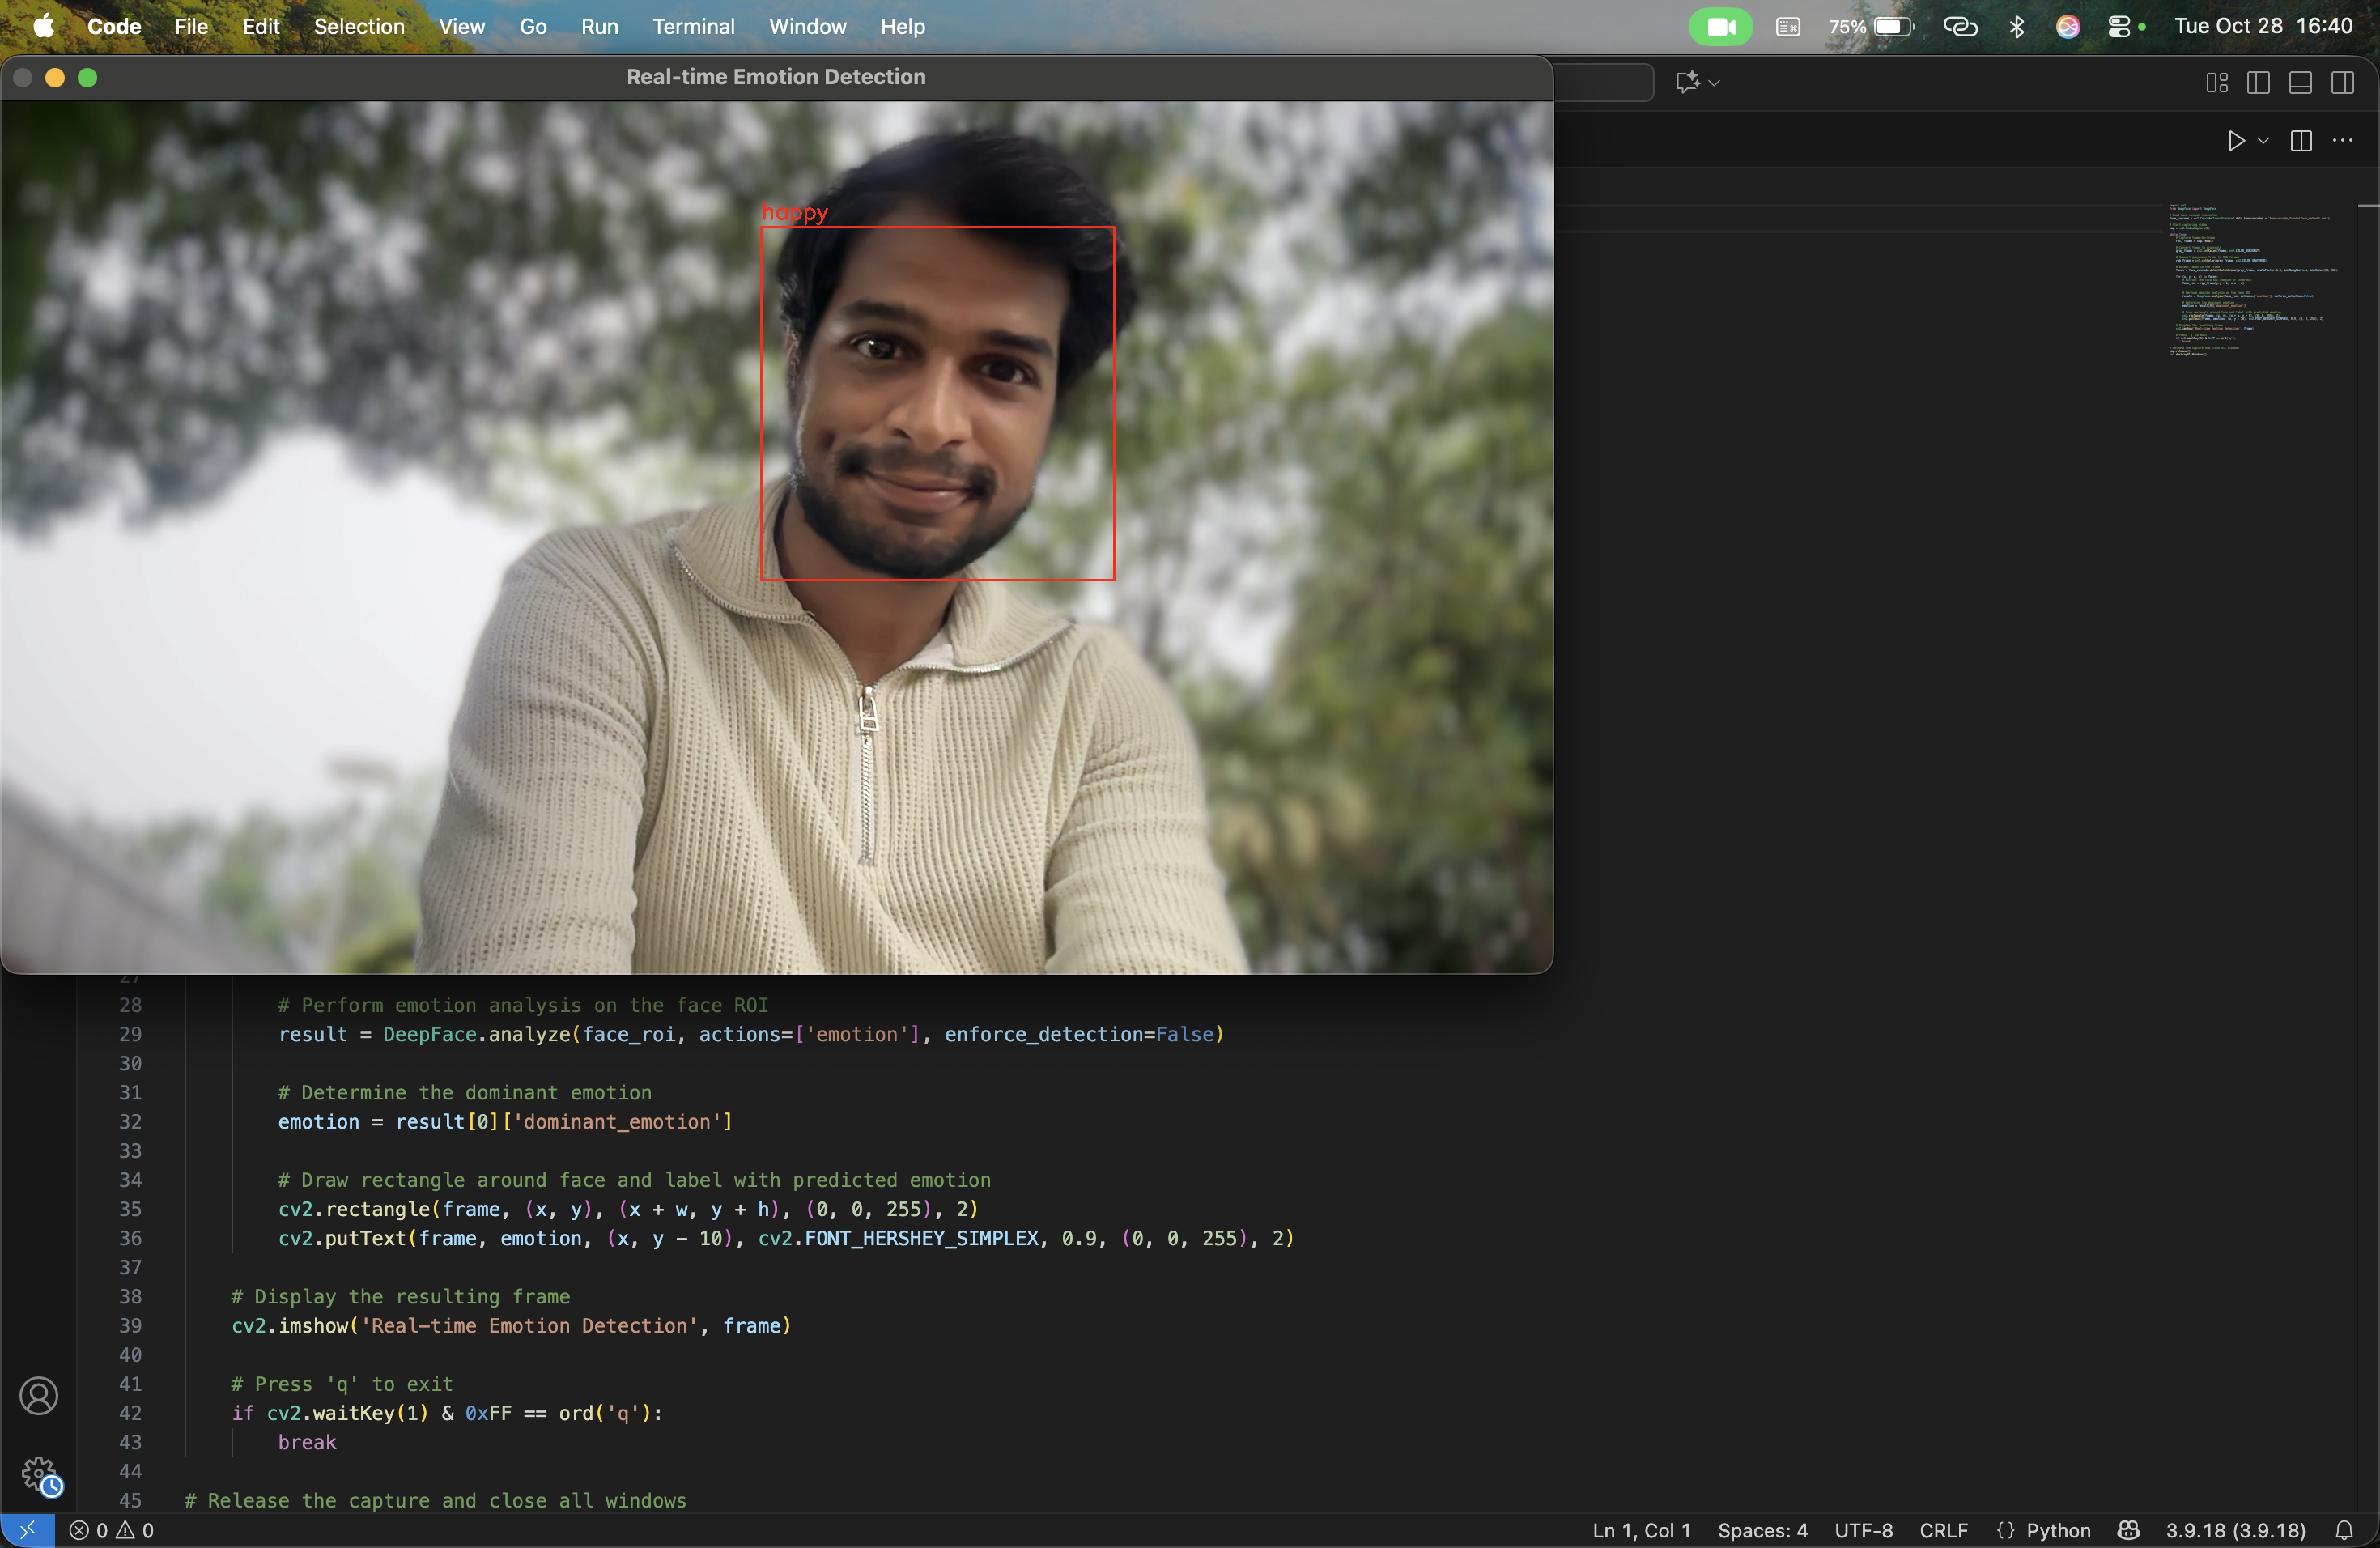 Code File Edit Selection View Go Run Terminal Window Help 75% Tue Oct 28 16:40
Real-time Emotion Detection
happy
27
28 # Perform emotion analysis on the face ROI
29 result = DeepFace.analyze(face_roi, actions=['emotion'], enforce_detection=False)
30
31 # Determine the dominant emotion
32 emotion = result[0]['dominant_emotion']
33
34 # Draw rectangle around face and label with predicted emotion
35 cv2.rectangle(frame, (x, y), (x + w, y + h), (0, 0, 255), 2)
36 cv2.putText(frame, emotion, (x, y - 10), cv2.FONT_HERSHEY_SIMPLEX, 0.9, (0, 0, 255), 2)
37
38 # Display the resulting frame
39 cv2.imshow('Real-time Emotion Detection', frame)
40
41 # Press 'q' to exit
42 if cv2.waitKey(1) & 0xFF == ord('q'):
43 break
44
45 # Release the capture and close all windows
0 0 Ln 1, Col 1 Spaces: 4 UTF-8 CRLF {} Python 3.9.18 (3.9.18)